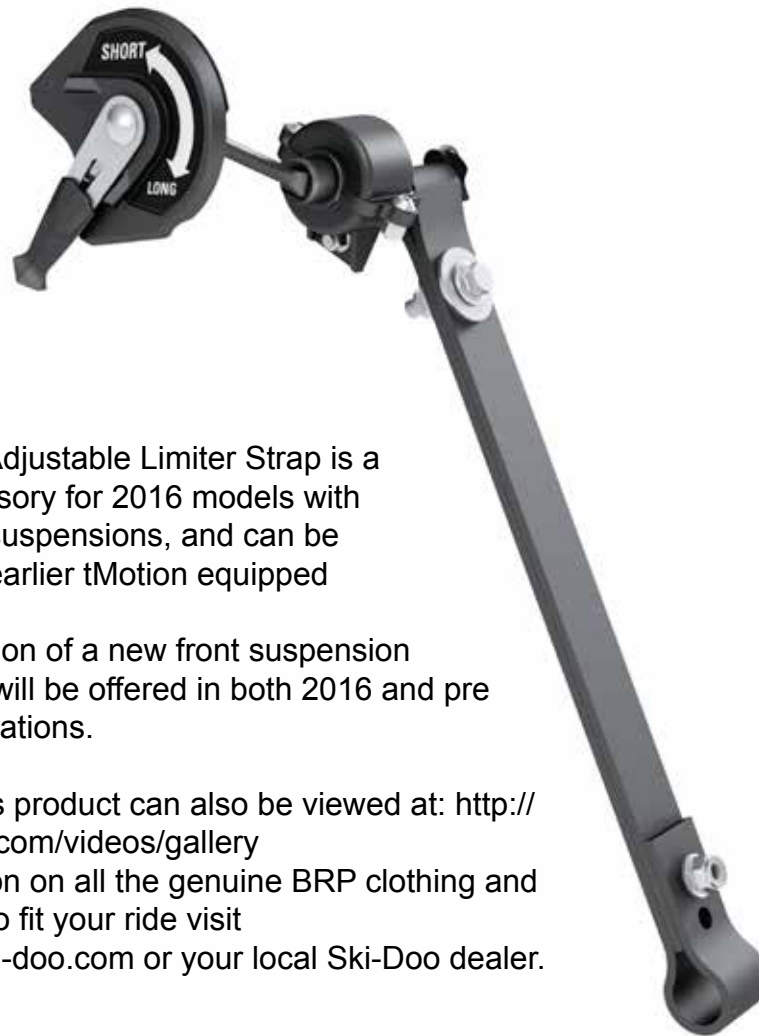 SHORT
LONG
Adjustable Limiter Strap is a
sory for 2016 models with
suspensions, and can be
earlier tMotion equipped
on of a new front suspension
will be offered in both 2016 and pre
ations.
s product can also be viewed at: http://
com/videos/gallery
on on all the genuine BRP clothing and
o fit your ride visit
-doo.com or your local Ski-Doo dealer.